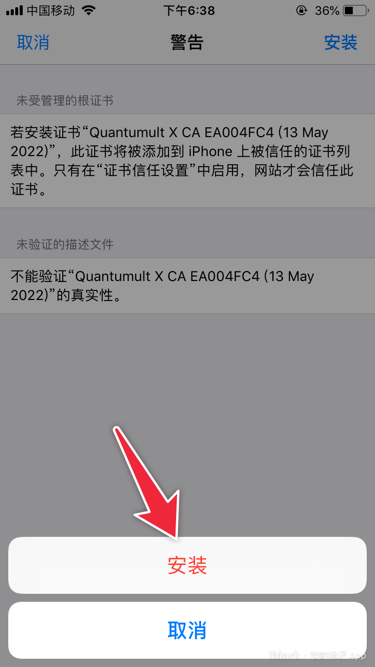 中国移动 下午6:38 36%
取消 警告 安装
未受管理的根证书
若安装证书“Quantumult X CA EA004FC4 (13 May
2022)”，此证书将被添加到 iPhone 上被信任的证书列
表中。只有在“证书信任设置”中启用，网站才会信任此
证书。
未验证的描述文件
不能验证“Quantumult X CA EA004FC4 (13 May
2022)”的真实性。
安装
取消